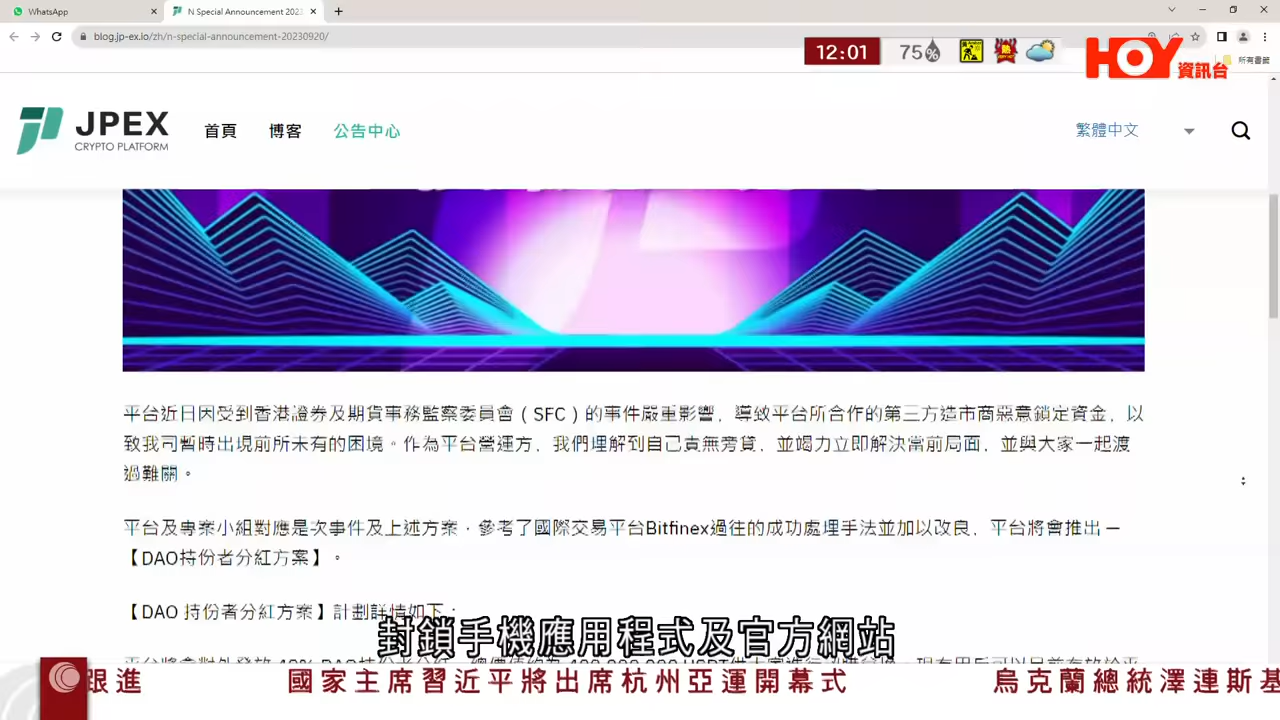 WhatsApp
N Special Announcement 202
blog.jp-ex.io/zh/n-special-announcement-20230920/
12:01
75%
HOY
資訊台
所有書籤
JPEX
CRYPTO PLATFORM
首頁
博客
公告中心
繁體中文
平台近日因受到香港證券及期貨事務監察委員會（SFC）的事件嚴重影響，導致平台所合作的第三方造市商惡意鎖定資金，以
致我司暫時出現前所未有的困境。作為平台營運方，我們理解到自己責無旁貸，並竭力立即解決當前局面，並與大家一起渡
過難關。
平台及專案小組對應是次事件及上述方案，參考了國際交易平台Bitfinex過往的成功處理手法並加以改良，平台將會推出 —
【DAO持份者分紅方案】。
【DAO 持份者分紅方案】計劃詳情如下：
封鎖手機應用程式及官方網站
跟進
國家主席習近平將出席杭州亞運開幕式
烏克蘭總統澤連斯基